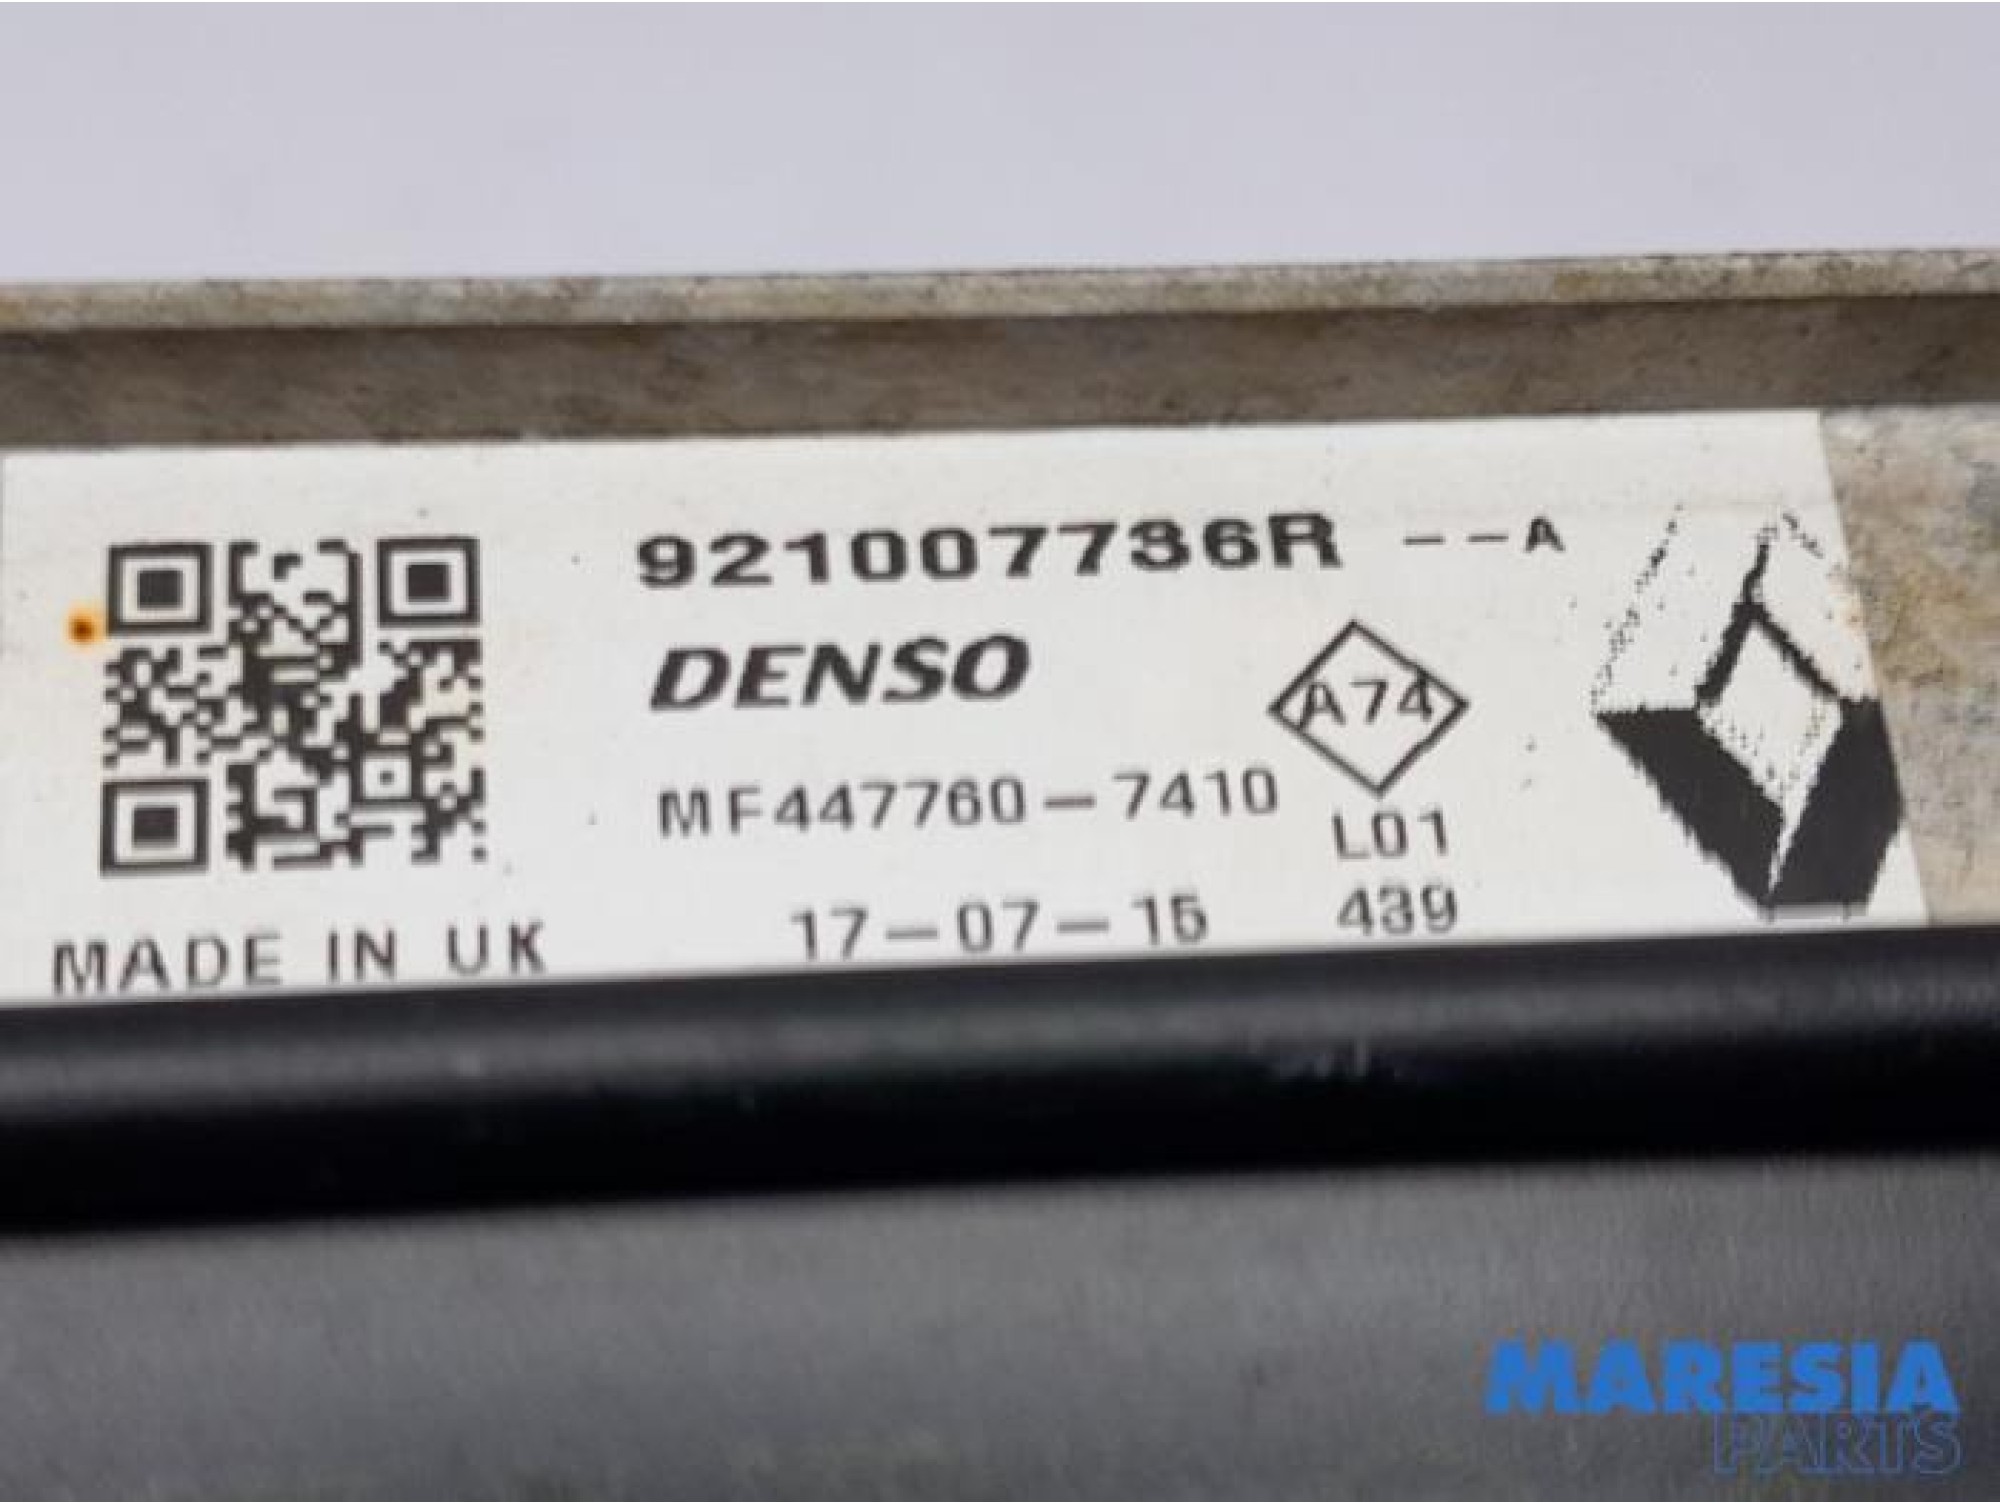 921007736R --A
DENSO
A74
MF447760-7410
L01
17-07-15
439
MADE IN UK
MARESIA
PARTS